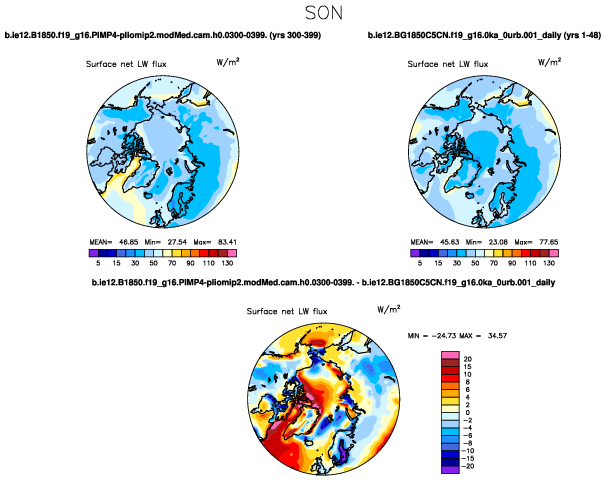 SON
b.ie12.B1850.f19_g16.PIMP4-pliomip2.modMed.cam.h0.0300-0399. (yrs 300-399)
b.ie12.BG1850C5CN.f19_g16.0ka_0urb.001_daily (yrs 1-48)
Surface net LW flux W/m²
Surface net LW flux W/m²
MEAN= 46.85 Min= 27.54 Max= 83.41
MEAN= 45.63 Min= 23.08 Max= 77.65
5 15 30 50 70 90 110 130
5 15 30 50 70 90 110 130
b.ie12.B1850.f19_g16.PIMP4-pliomip2.modMed.cam.h0.0300-0399. - b.ie12.BG1850C5CN.f19_g16.0ka_0urb.001_daily
Surface net LW flux W/m²
MIN = -24.73 MAX = 34.57
20
15
10
8
6
4
2
0
-2
-4
-6
-8
-10
-15
-20